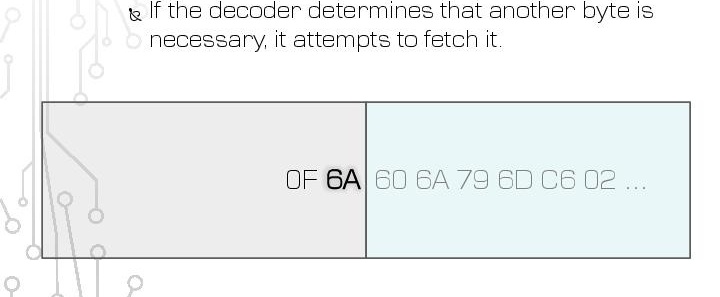 If the decoder determines that another byte is
necessary, it attempts to fetch it.
0F 6A 60 6A 79 6D C6 02 ...